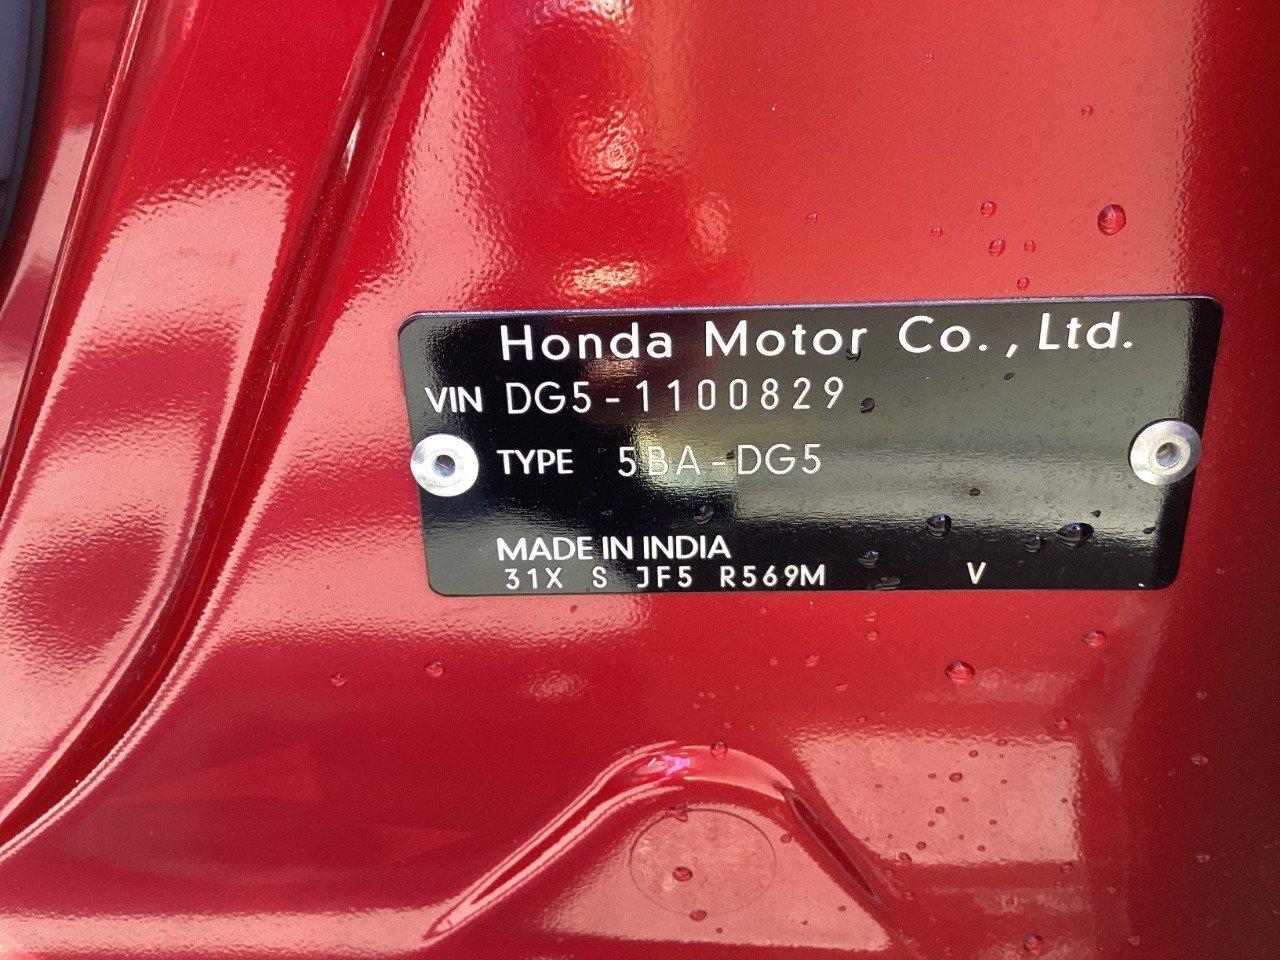 Honda Motor Co., Ltd.
VIN DG5-1100829
TYPE 5BA-DG5
MADE IN INDIA
31X S JF5 R569M V